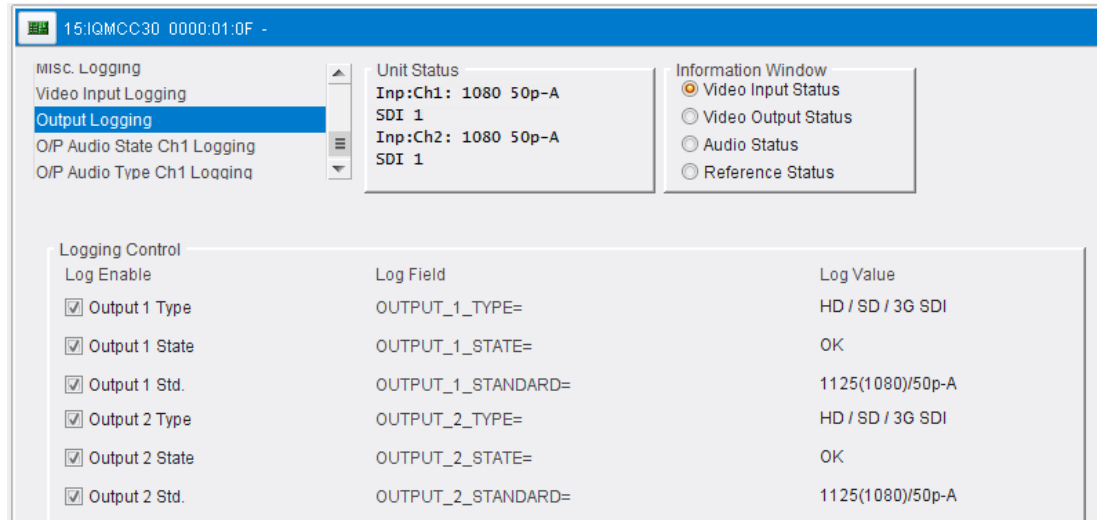 15:IQMCC30 0000:01:0F -
Misc. Logging
Video Input Logging
Output Logging
O/P Audio State Ch1 Logging
O/P Audio Type Ch1 Logging
Unit Status
Inp:Ch1: 1080 50p-A
SDI 1
Inp:Ch2: 1080 50p-A
SDI 1
Information Window
Video Input Status
Video Output Status
Audio Status
Reference Status
Logging Control
Log Enable Log Field Log Value
Output 1 Type OUTPUT_1_TYPE= HD / SD / 3G SDI
Output 1 State OUTPUT_1_STATE= OK
Output 1 Std. OUTPUT_1_STANDARD= 1125(1080)/50p-A
Output 2 Type OUTPUT_2_TYPE= HD / SD / 3G SDI
Output 2 State OUTPUT_2_STATE= OK
Output 2 Std. OUTPUT_2_STANDARD= 1125(1080)/50p-A